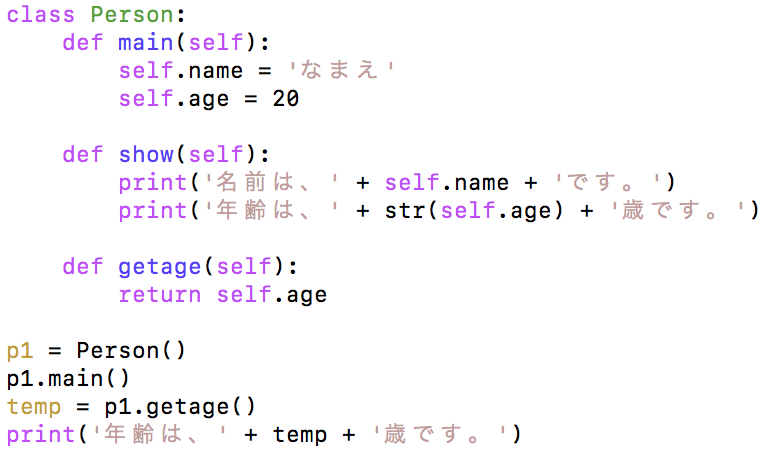 class Person:
    def main(self):
        self.name = 'なまえ'
        self.age = 20

    def show(self):
        print('名前は、' + self.name + 'です。')
        print('年齢は、' + str(self.age) + '歳です。')

    def getage(self):
        return self.age

p1 = Person()
p1.main()
temp = p1.getage()
print('年齢は、' + temp + '歳です。')